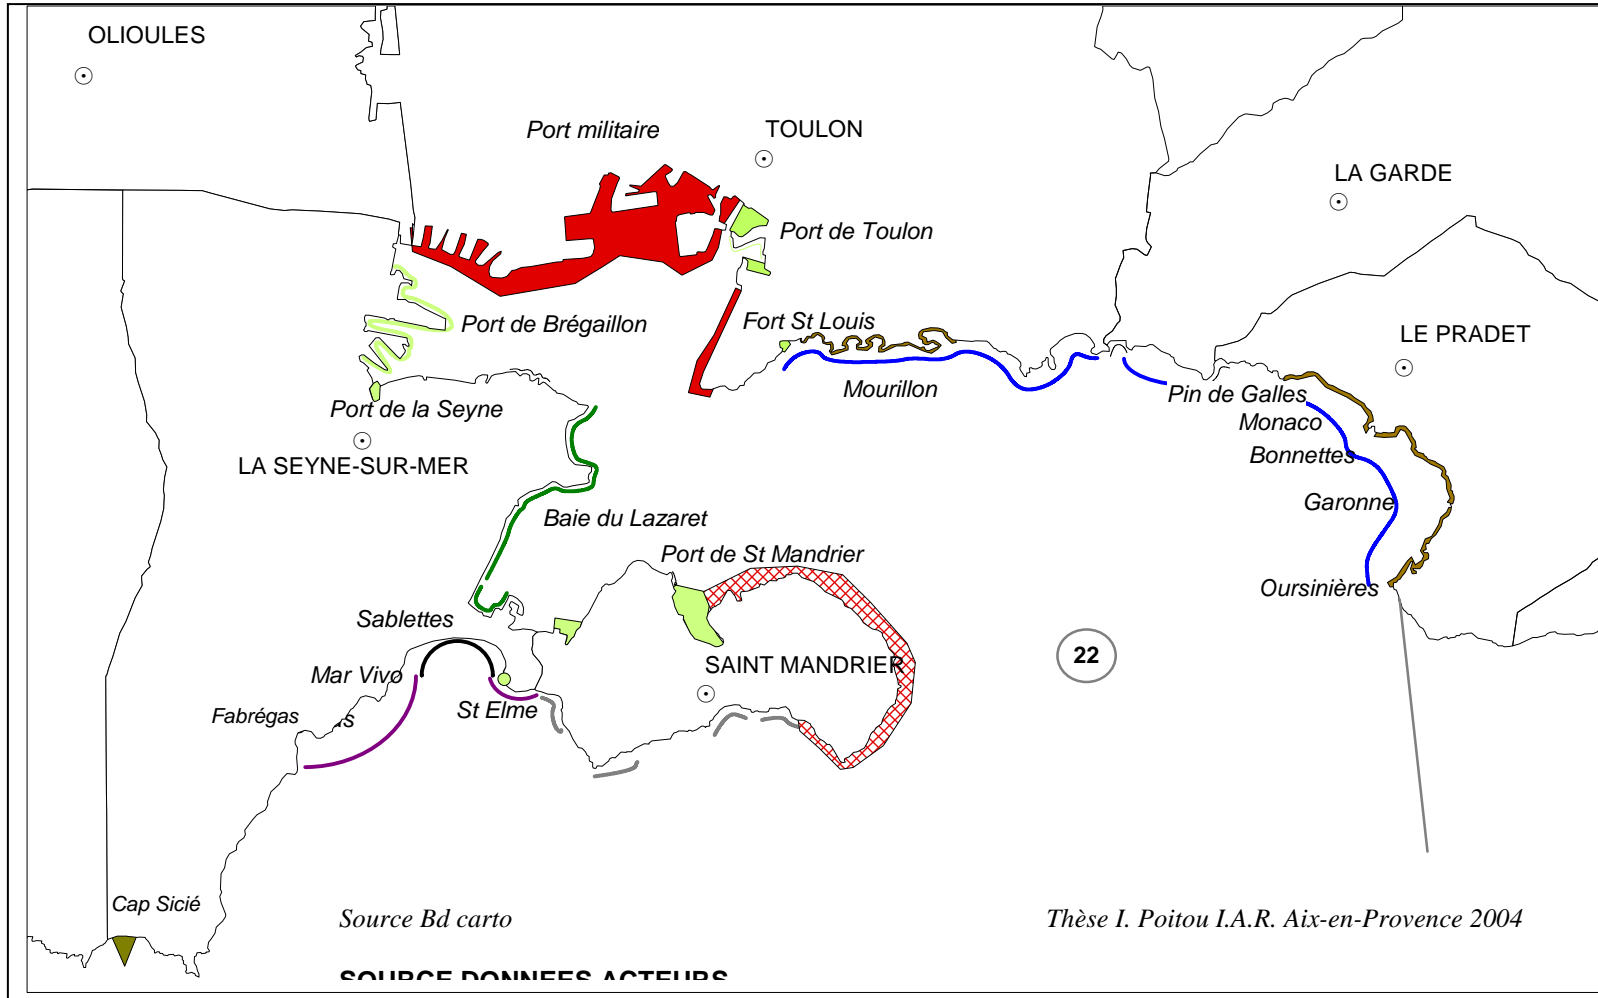 OLIOULES
Port militaire
TOULON
LA GARDE
Port de Toulon
Port de Brégaillon
Fort St Louis
LE PRADET
Mourillon
Pin de Galles
Port de la Seyne
Monaco
LA SEYNE-SUR-MER
Bonnettes
Garonne
Baie du Lazaret
Port de St Mandrier
Oursinières
Sablettes
22
SAINT MANDRIER
Mar Vivo
St Elme
Fabrégas
Cap Sicié
Source Bd carto
Thèse I. Poitou I.A.R. Aix-en-Provence 2004
SOURCE DONNEES ACTEURS